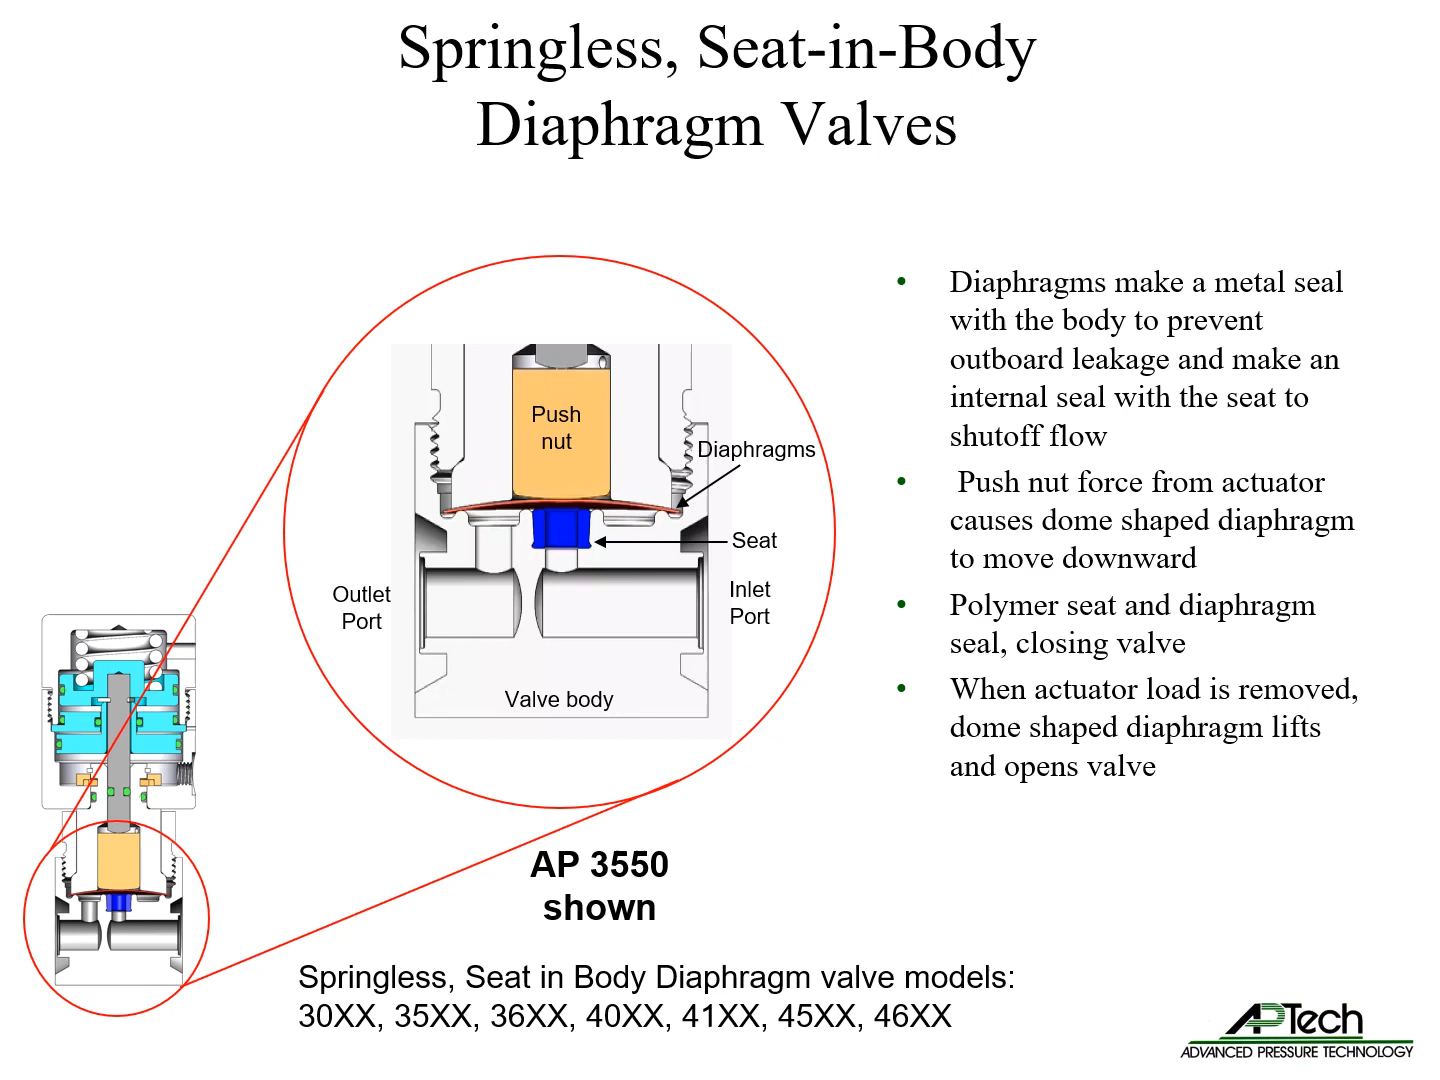 Springless, Seat-in-Body
Diaphragm Valves
• Diaphragms make a metal seal
with the body to prevent
outboard leakage and make an
internal seal with the seat to
shutoff flow
• Push nut force from actuator
causes dome shaped diaphragm
to move downward
• Polymer seat and diaphragm
seal, closing valve
• When actuator load is removed,
dome shaped diaphragm lifts
and opens valve
Push
nut
Diaphragms
Seat
Outlet
Port
Inlet
Port
Valve body
AP 3550
shown
Springless, Seat in Body Diaphragm valve models:
30XX, 35XX, 36XX, 40XX, 41XX, 45XX, 46XX
APTech
ADVANCED PRESSURE TECHNOLOGY